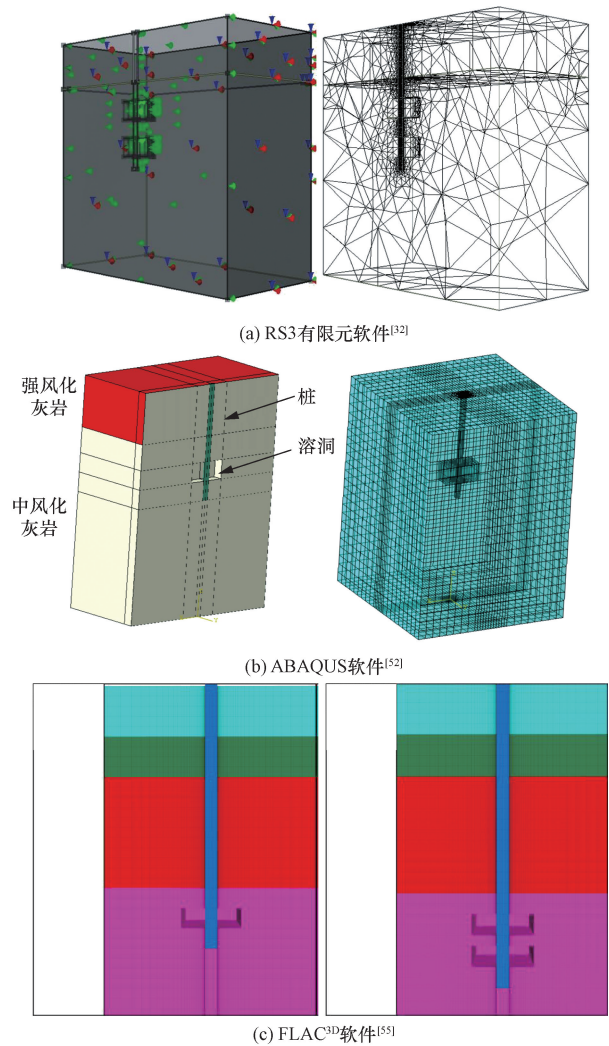 (a) RS3有限元软件[32]
强风化
灰岩
中风化
灰岩
桩
溶洞
(b) ABAQUS软件[52]
(c) FLAC3D软件[55]